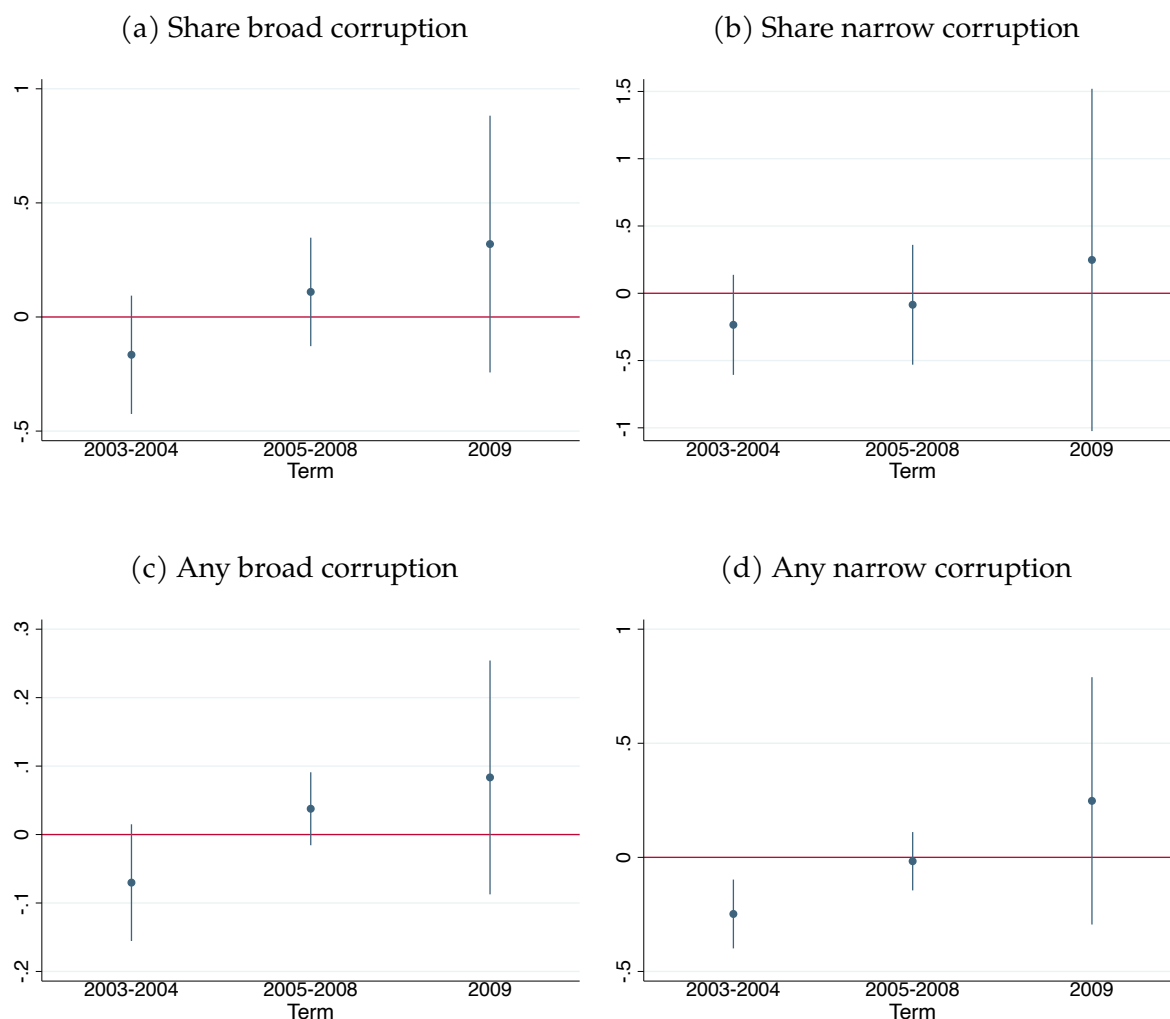 (a) Share broad corruption
1
.5
0
-.5
2003-2004 2005-2008 2009
Term
(b) Share narrow corruption
1.5
1
.5
0
-.5
-1
2003-2004 2005-2008 2009
Term
(c) Any broad corruption
.3
.2
.1
0
-.1
-.2
2003-2004 2005-2008 2009
Term
(d) Any narrow corruption
1
.5
0
-.5
2003-2004 2005-2008 2009
Term